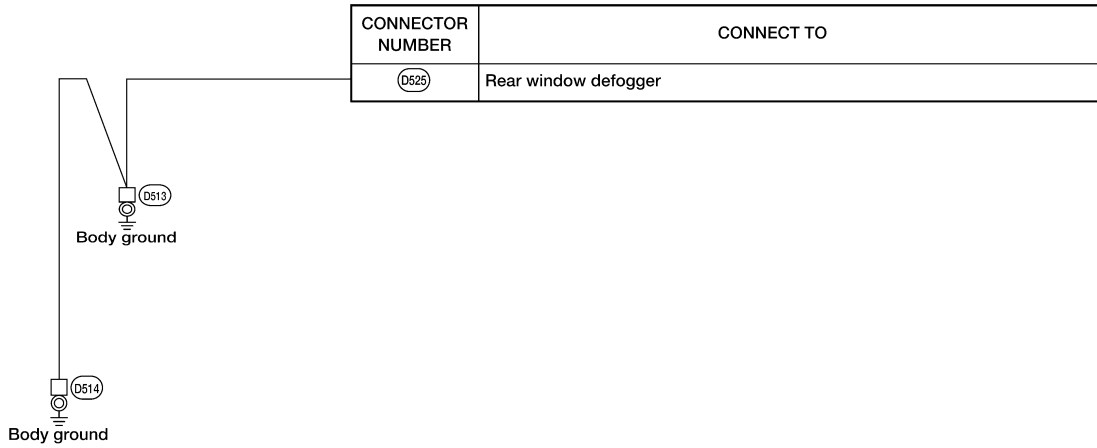 CONNECTOR
NUMBER
CONNECT TO
D525
Rear window defogger
D513
Body ground
D514
Body ground